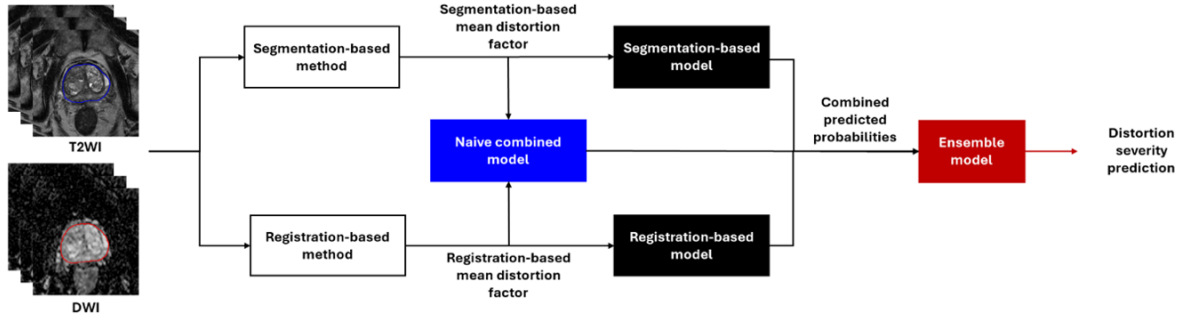 Segmentation-based
mean distortion
factor
Segmentation-based
method
Segmentation-based
model
T2WI
Naive combined
model
Combined
predicted
probabilities
Ensemble
model
Distortion
severity
prediction
Registration-based
method
Registration-based
model
Registration-based
mean distortion
factor
DWI